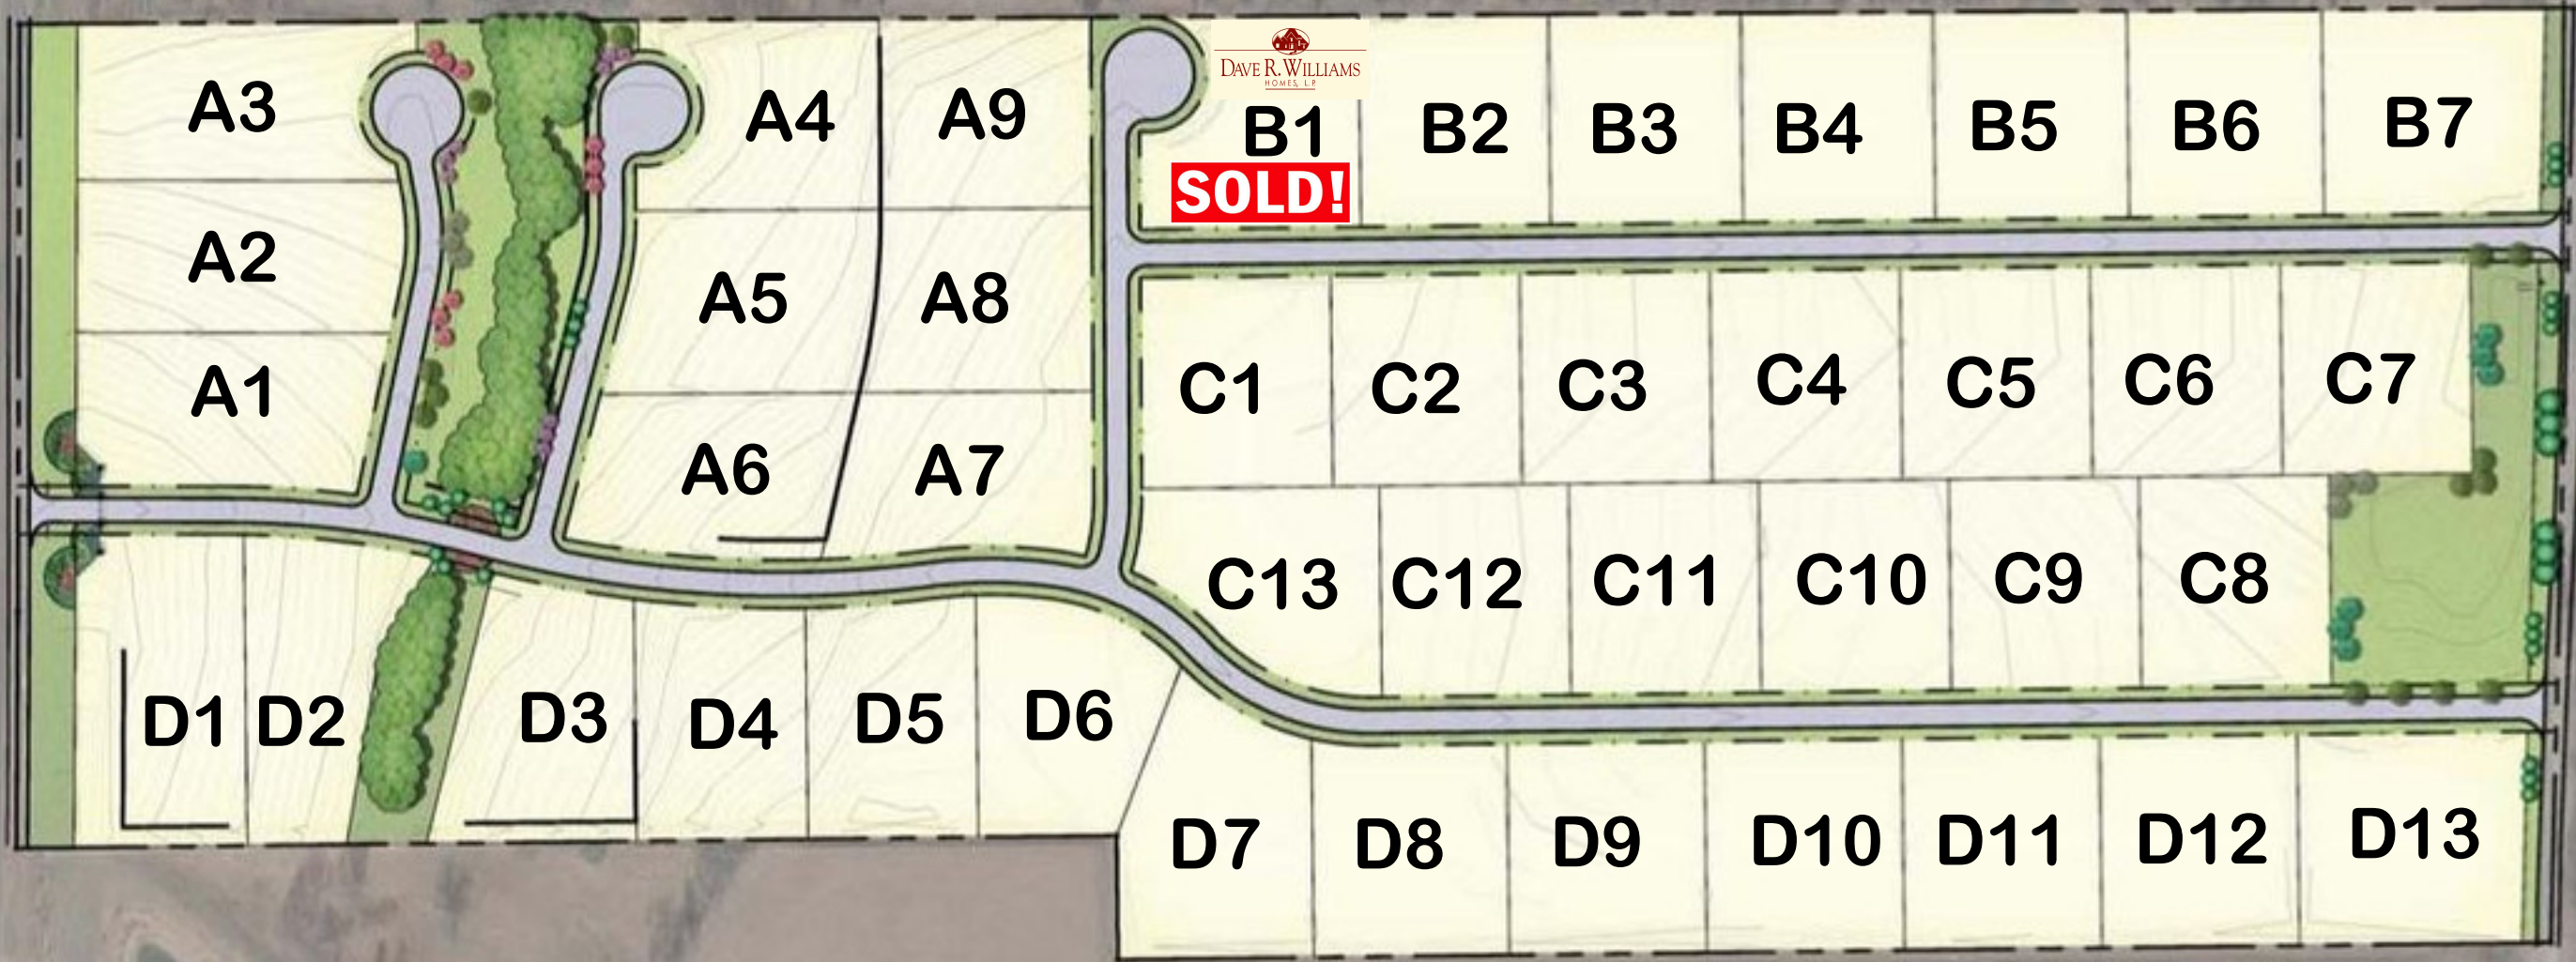 DAVE R. WILLIAMS
HOMES, L.P.
A3
A4
A9
B1
SOLD!
B2
B3
B4
B5
B6
B7
A2
A5
A8
A1
A6
A7
C1
C2
C3
C4
C5
C6
C7
C13
C12
C11
C10
C9
C8
D1
D2
D3
D4
D5
D6
D7
D8
D9
D10
D11
D12
D13